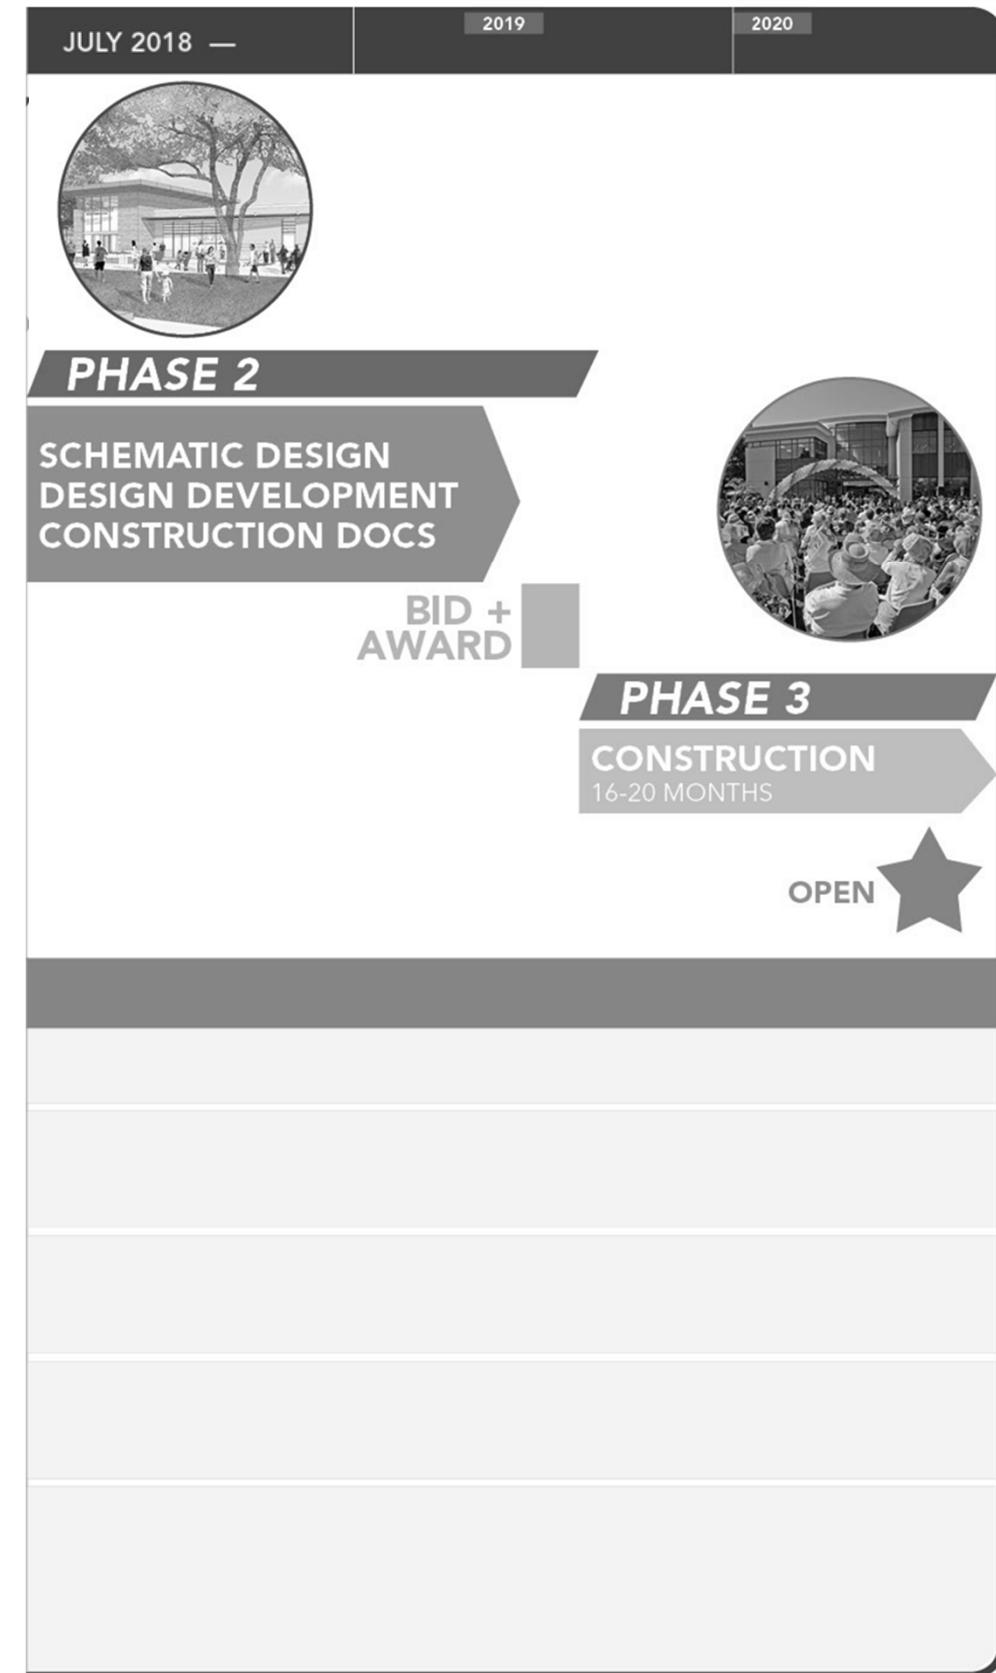 JULY 2018 —
2019
2020
PHASE 2
SCHEMATIC DESIGN
DESIGN DEVELOPMENT
CONSTRUCTION DOCS
BID +
AWARD
PHASE 3
CONSTRUCTION
16-20 MONTHS
OPEN